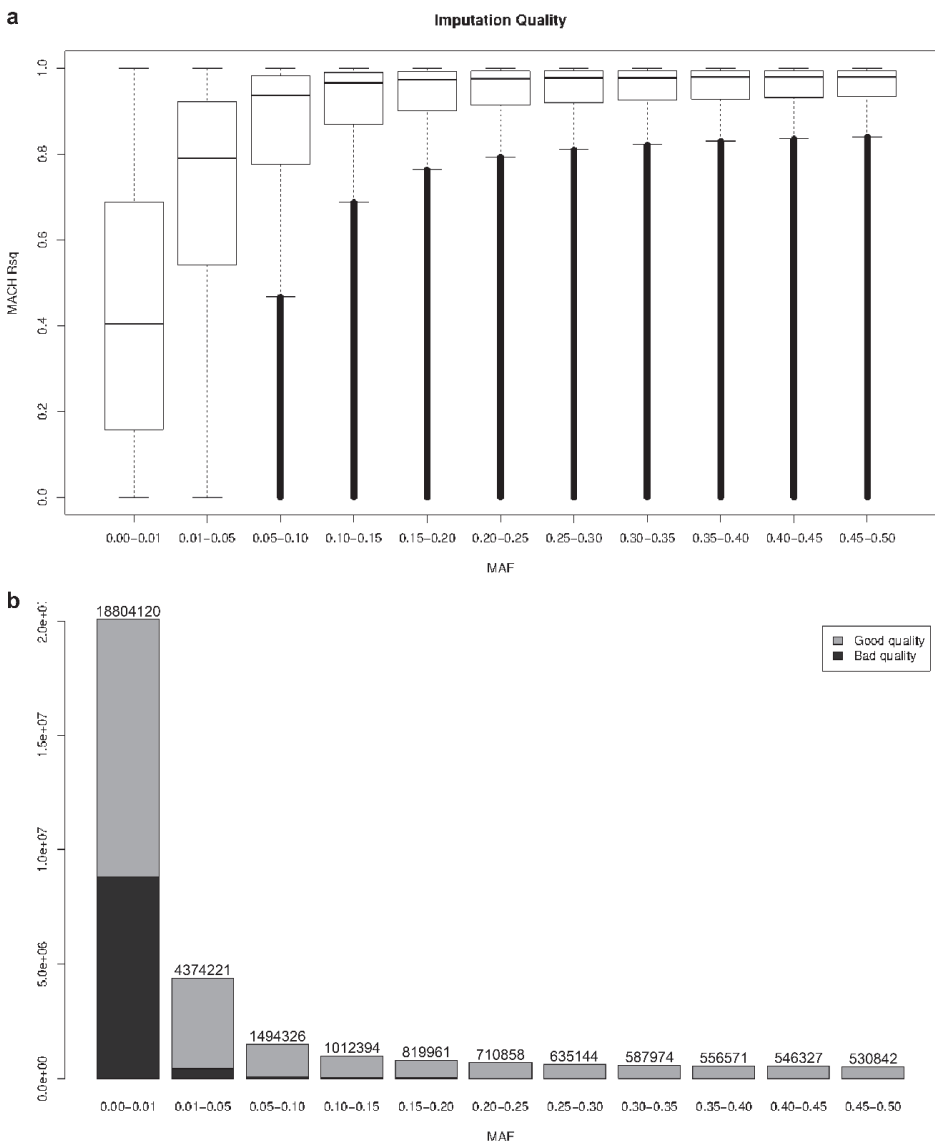 a
Imputation Quality
MACH Rsq
1.0
0.8
0.6
0.4
0.2
0.0
0.00−0.01 0.01−0.05 0.05−0.10 0.10−0.15 0.15−0.20 0.20−0.25 0.25−0.30 0.30−0.35 0.35−0.40 0.40−0.45 0.45−0.50
MAF
b
Good quality
Bad quality
1.5e+07
1.0e+07
5.0e+06
0.0e+00
18804120
4374221
1494326
1012394
819961
710858
635144
587974
556571
546327
530842
0.00−0.01 0.01−0.05 0.05−0.10 0.10−0.15 0.15−0.20 0.20−0.25 0.25−0.30 0.30−0.35 0.35−0.40 0.40−0.45 0.45−0.50
MAF